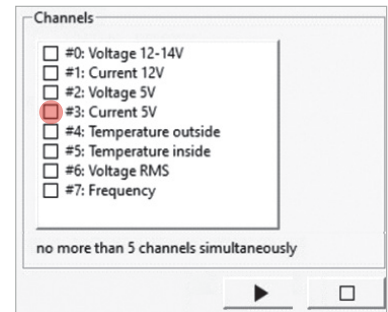 Channels
#0: Voltage 12-14V
#1: Current 12V
#2: Voltage 5V
#3: Current 5V
#4: Temperature outside
#5: Temperature inside
#6: Voltage RMS
#7: Frequency
no more than 5 channels simultaneously